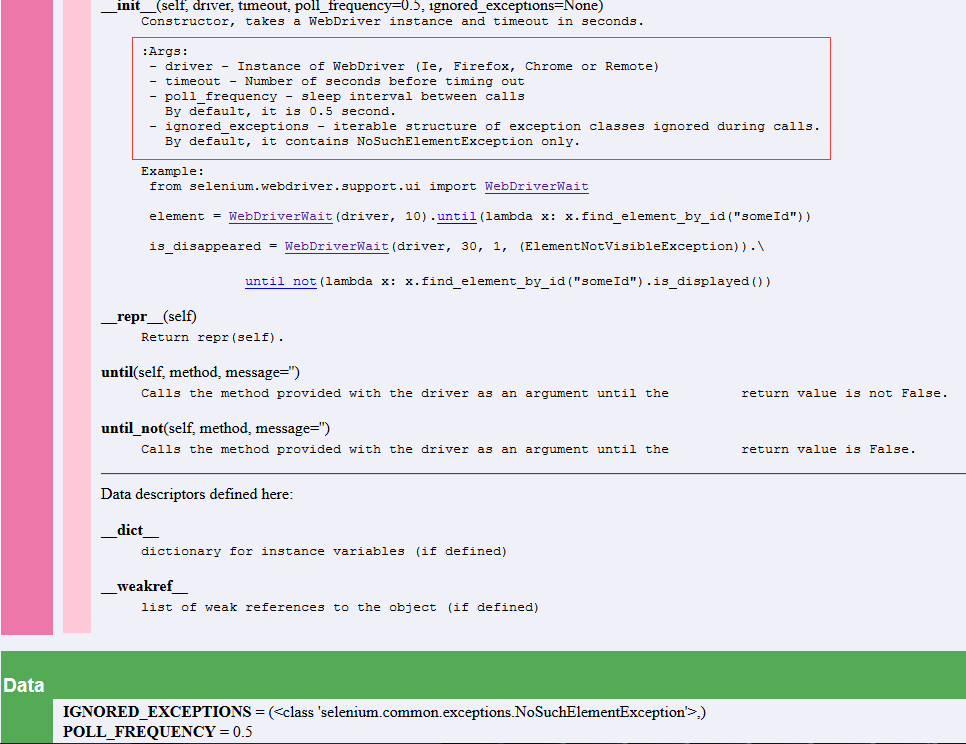 __init__(self, driver, timeout, poll_frequency=0.5, ignored_exceptions=None)
Constructor, takes a WebDriver instance and timeout in seconds.
:Args:
- driver - Instance of WebDriver (Ie, Firefox, Chrome or Remote)
- timeout - Number of seconds before timing out
- poll_frequency - sleep interval between calls
By default, it is 0.5 second.
- ignored_exceptions - iterable structure of exception classes ignored during calls.
By default, it contains NoSuchElementException only.
Example:
from selenium.webdriver.support.ui import WebDriverWait
element = WebDriverWait(driver, 10).until(lambda x: x.find_element_by_id("someId"))
is_disappeared = WebDriverWait(driver, 30, 1, (ElementNotVisibleException)).\
until_not(lambda x: x.find_element_by_id("someId").is_displayed())
__repr__(self)
Return repr(self).
until(self, method, message='')
Calls the method provided with the driver as an argument until the         return value is not False.
until_not(self, method, message='')
Calls the method provided with the driver as an argument until the         return value is False.
Data descriptors defined here:
__dict__
dictionary for instance variables (if defined)
__weakref__
list of weak references to the object (if defined)
Data
IGNORED_EXCEPTIONS = (<class 'selenium.common.exceptions.NoSuchElementException'>,)
POLL_FREQUENCY = 0.5